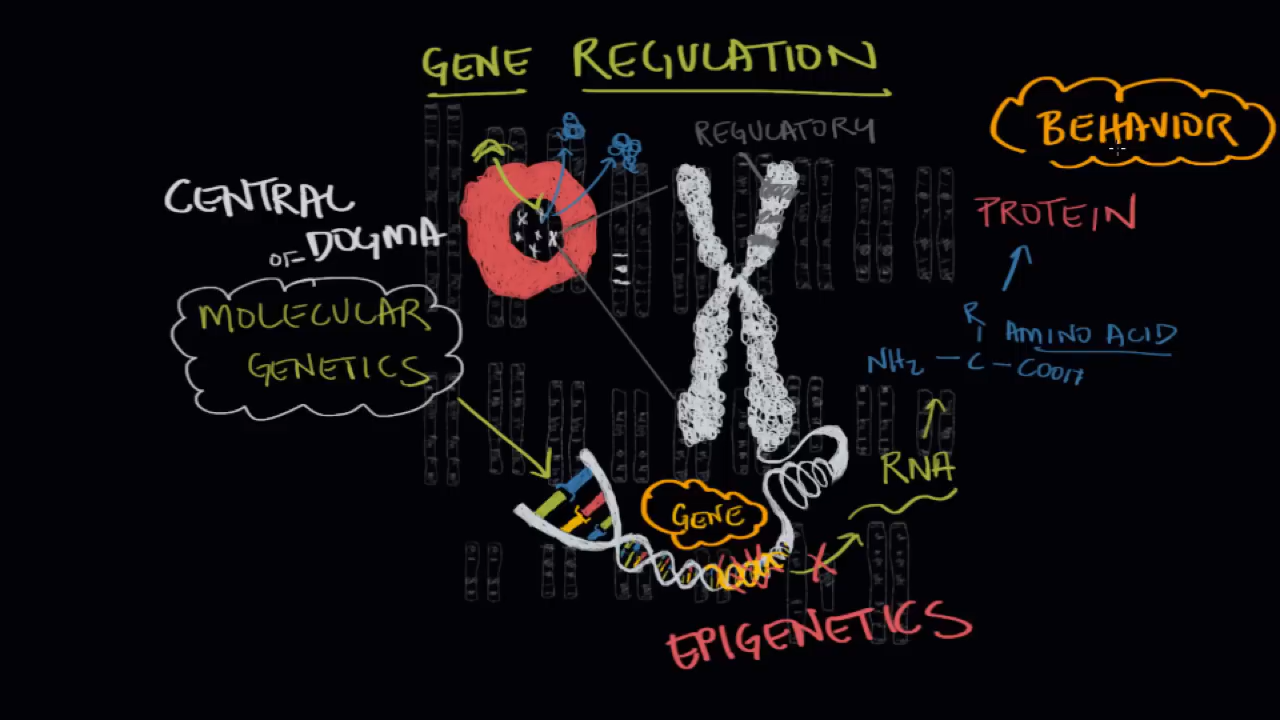 GENE REGULATION
BEHAVIOR
REGULATORY
CENTRAL
OF DOGMA
PROTEIN
MOLECULAR
GENETICS
R
AMINO ACID
NH2 - C - COOH
RNA
GENE
EPIGENETICS